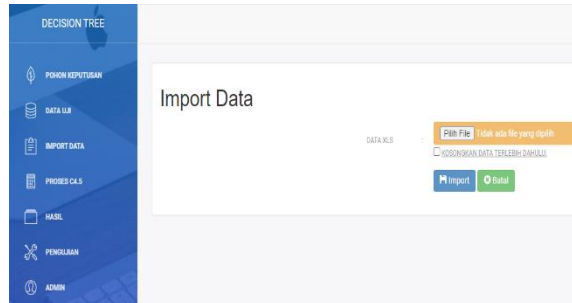 DECISION TREE
POHON KEPUTUSAN
DATA UJI
IMPORT DATA
PROSES C4.5
HASIL
PENGUJIAN
ADMIN
Import Data
DATA XLS :
Pilih File Tidak ada file yang dipilih
KOSONGKAN DATA TERLEBIH DAHULU.
Import Batal